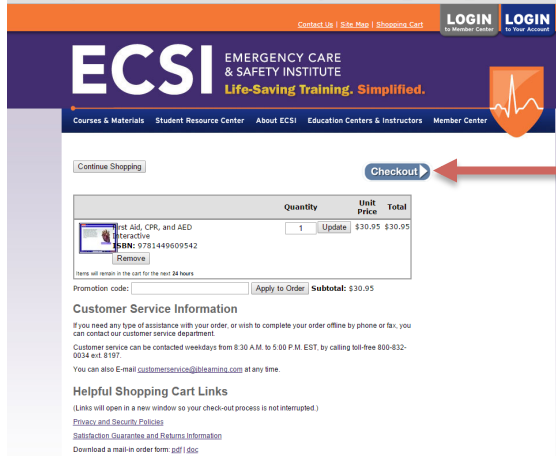 Contact Us | Site Map | Shopping Cart
LOGIN
to Member Center
LOGIN
to Your Account
ECSI
EMERGENCY CARE
& SAFETY INSTITUTE
Life-Saving Training. Simplified.
Courses & Materials Student Resource Center About ECSI Education Centers & Instructors Member Center
Continue Shopping
Checkout
Quantity Unit Price Total
First Aid, CPR, and AED 1 Update $30.95 $30.95
Interactive
ISBN: 9781449609542
Remove
Items will remain in the cart for the next 24 hours
Promotion code: Apply to Order Subtotal: $30.95
Customer Service Information
If you need any type of assistance with your order, or wish to complete your order offline by phone or fax, you
can contact our customer service department.
Customer service can be contacted weekdays from 8:30 A.M. to 5:00 P.M. EST, by calling toll-free 800-832-
0034 ext. 8197.
You can also E-mail customerservice@jblearning.com at any time.
Helpful Shopping Cart Links
(Links will open in a new window so your check-out process is not interrupted.)
Privacy and Security Policies
Satisfaction Guarantee and Returns Information
Download a mail-in order form: pdf | doc